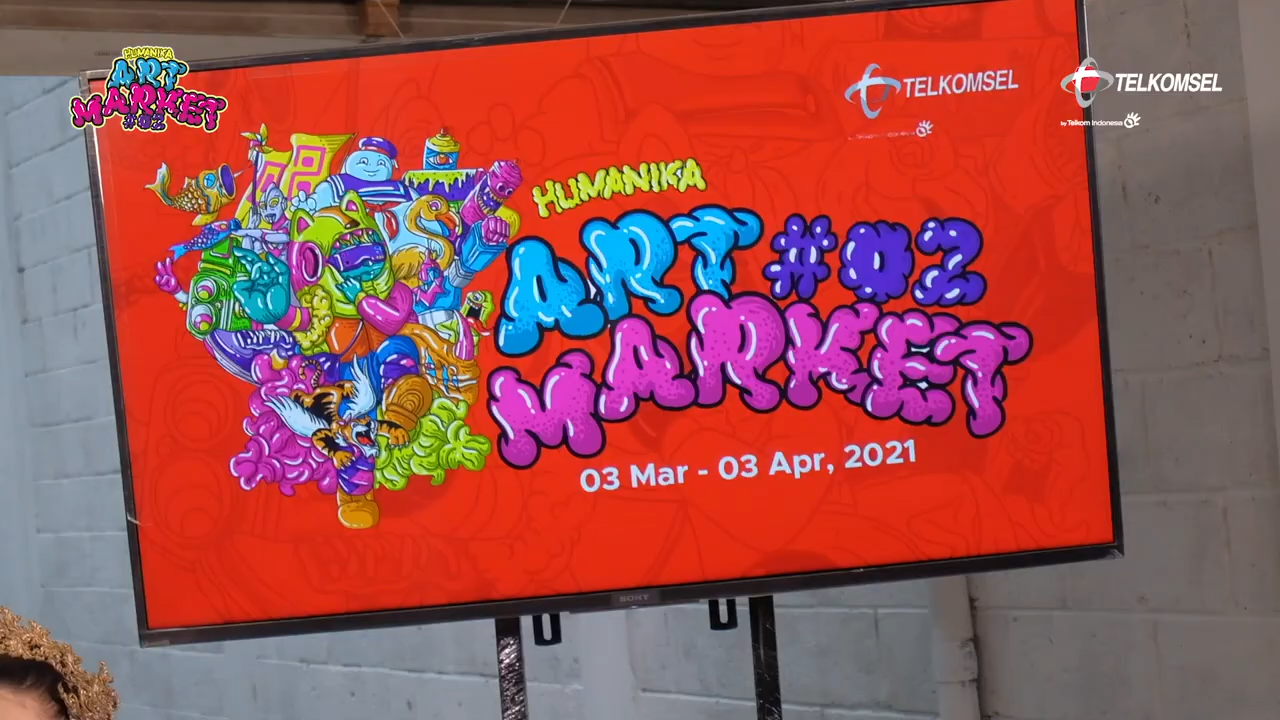 HUMANIKA
ART
MARKET
#02
TELKOMSEL
TELKOMSEL
by Telkom Indonesia
HUMANIKA
ART #02
MARKET
03 Mar - 03 Apr, 2021
SONY